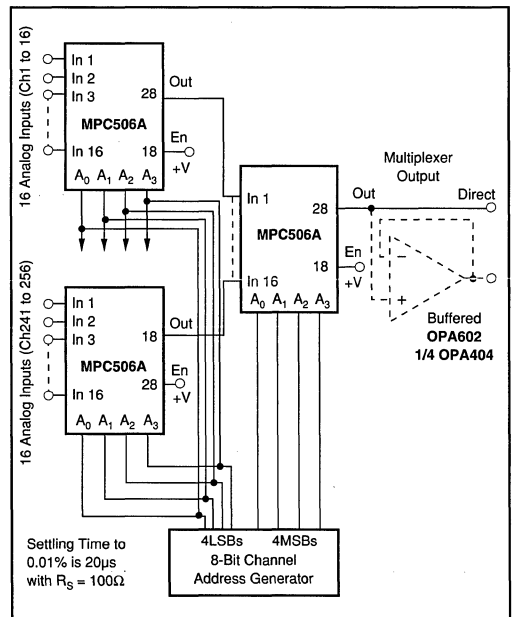 16 Analog Inputs (Ch1 to 16)
In 1
In 2
In 3
In 16
MPC506A
28
Out
18
En
+V
A0 A1 A2 A3
16 Analog Inputs (Ch241 to 256)
In 1
In 2
In 3
In 16
MPC506A
18
Out
28
En
+V
A0 A1 A2 A3
In 1
In 16
MPC506A
28
Out
18
En
+V
A0 A1 A2 A3
Multiplexer
Output
Direct
−
+
Buffered
OPA602
1/4 OPA404
4LSBs 4MSBs
8-Bit Channel
Address Generator
Settling Time to
0.01% is 20µs
with RS = 100Ω